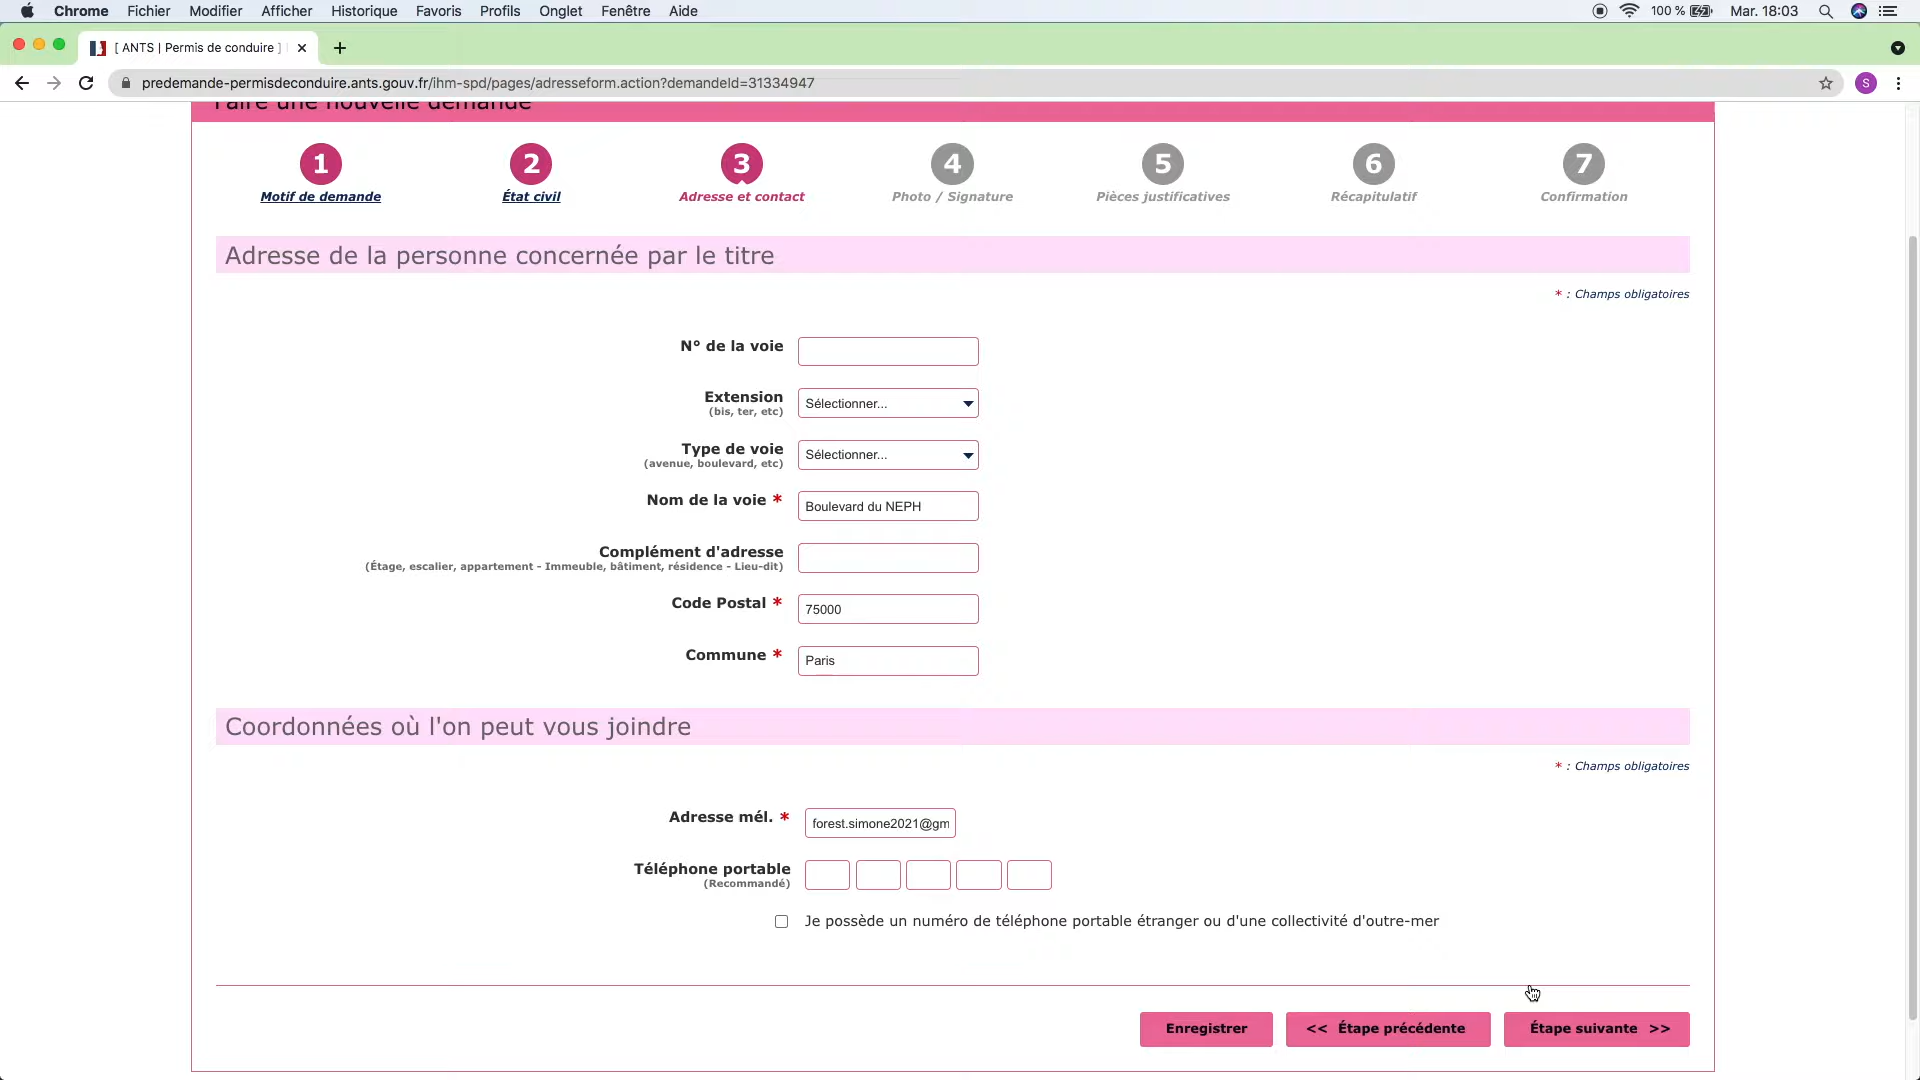 Chrome Fichier Modifier Afficher Historique Favoris Profils Onglet Fenêtre Aide 100 % Mar. 18:03
[ ANTS | Permis de conduire ]
predemande-permisdeconduire.ants.gouv.fr/ihm-spd/pages/adresseform.action?demandeId=31334947 S
Faire une nouvelle demande
1 2 3 4 5 6 7
Motif de demande État civil Adresse et contact Photo / Signature Pièces justificatives Récapitulatif Confirmation
Adresse de la personne concernée par le titre
* : Champs obligatoires
N° de la voie
Extension Sélectionner...
(bis, ter, etc)
Type de voie Sélectionner...
(avenue, boulevard, etc)
Nom de la voie * Boulevard du NEPH
Complément d'adresse
(Étage, escalier, appartement - Immeuble, bâtiment, résidence - Lieu-dit)
Code Postal * 75000
Commune * Paris
Coordonnées où l'on peut vous joindre
* : Champs obligatoires
Adresse mél. * forest.simone2021@gm
Téléphone portable
(Recommandé)
Je possède un numéro de téléphone portable étranger ou d'une collectivité d'outre-mer
Enregistrer << Étape précédente Étape suivante >>